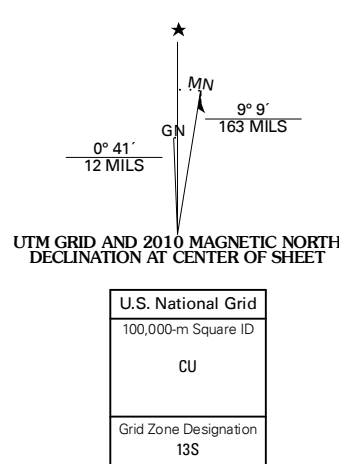 ★
MN
9° 9´
163 MILS
GN
0° 41´
12 MILS
UTM GRID AND 2010 MAGNETIC NORTH
DECLINATION AT CENTER OF SHEET
U.S. National Grid
100,000-m Square ID
CU
Grid Zone Designation
13S